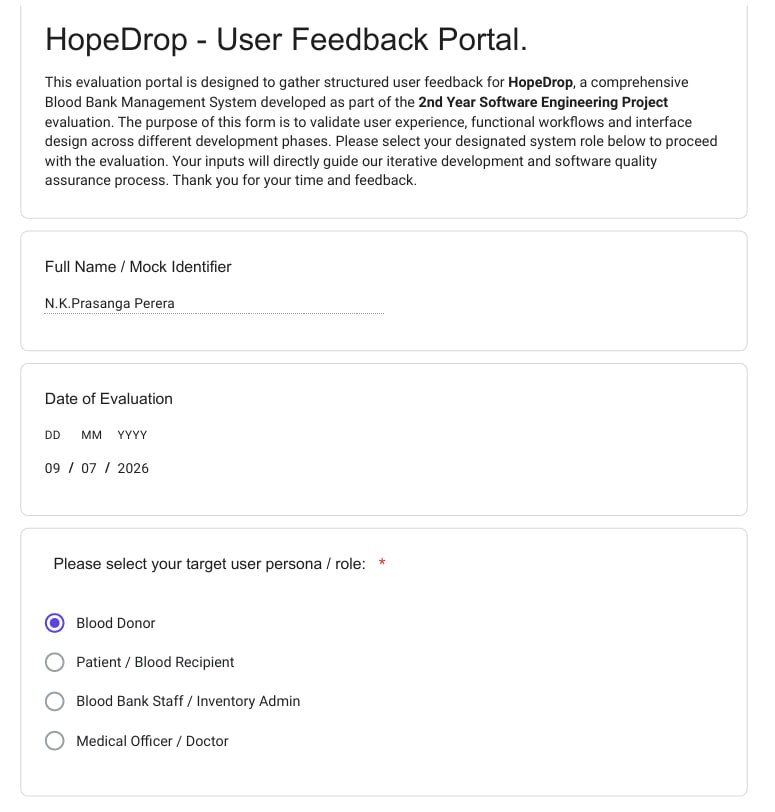 HopeDrop - User Feedback Portal.
This evaluation portal is designed to gather structured user feedback for HopeDrop, a comprehensive
Blood Bank Management System developed as part of the 2nd Year Software Engineering Project
evaluation. The purpose of this form is to validate user experience, functional workflows and interface
design across different development phases. Please select your designated system role below to proceed
with the evaluation. Your inputs will directly guide our iterative development and software quality
assurance process. Thank you for your time and feedback.
Full Name / Mock Identifier
N.K.Prasanga Perera
Date of Evaluation
DD MM YYYY
09 / 07 / 2026
Please select your target user persona / role: *
Blood Donor
Patient / Blood Recipient
Blood Bank Staff / Inventory Admin
Medical Officer / Doctor